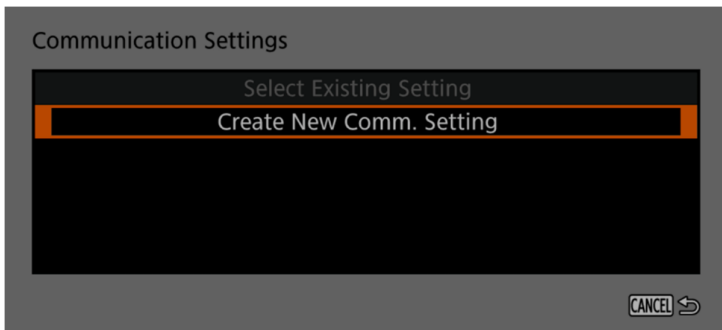 Communication Settings
Select Existing Setting
Create New Comm. Setting
CANCEL